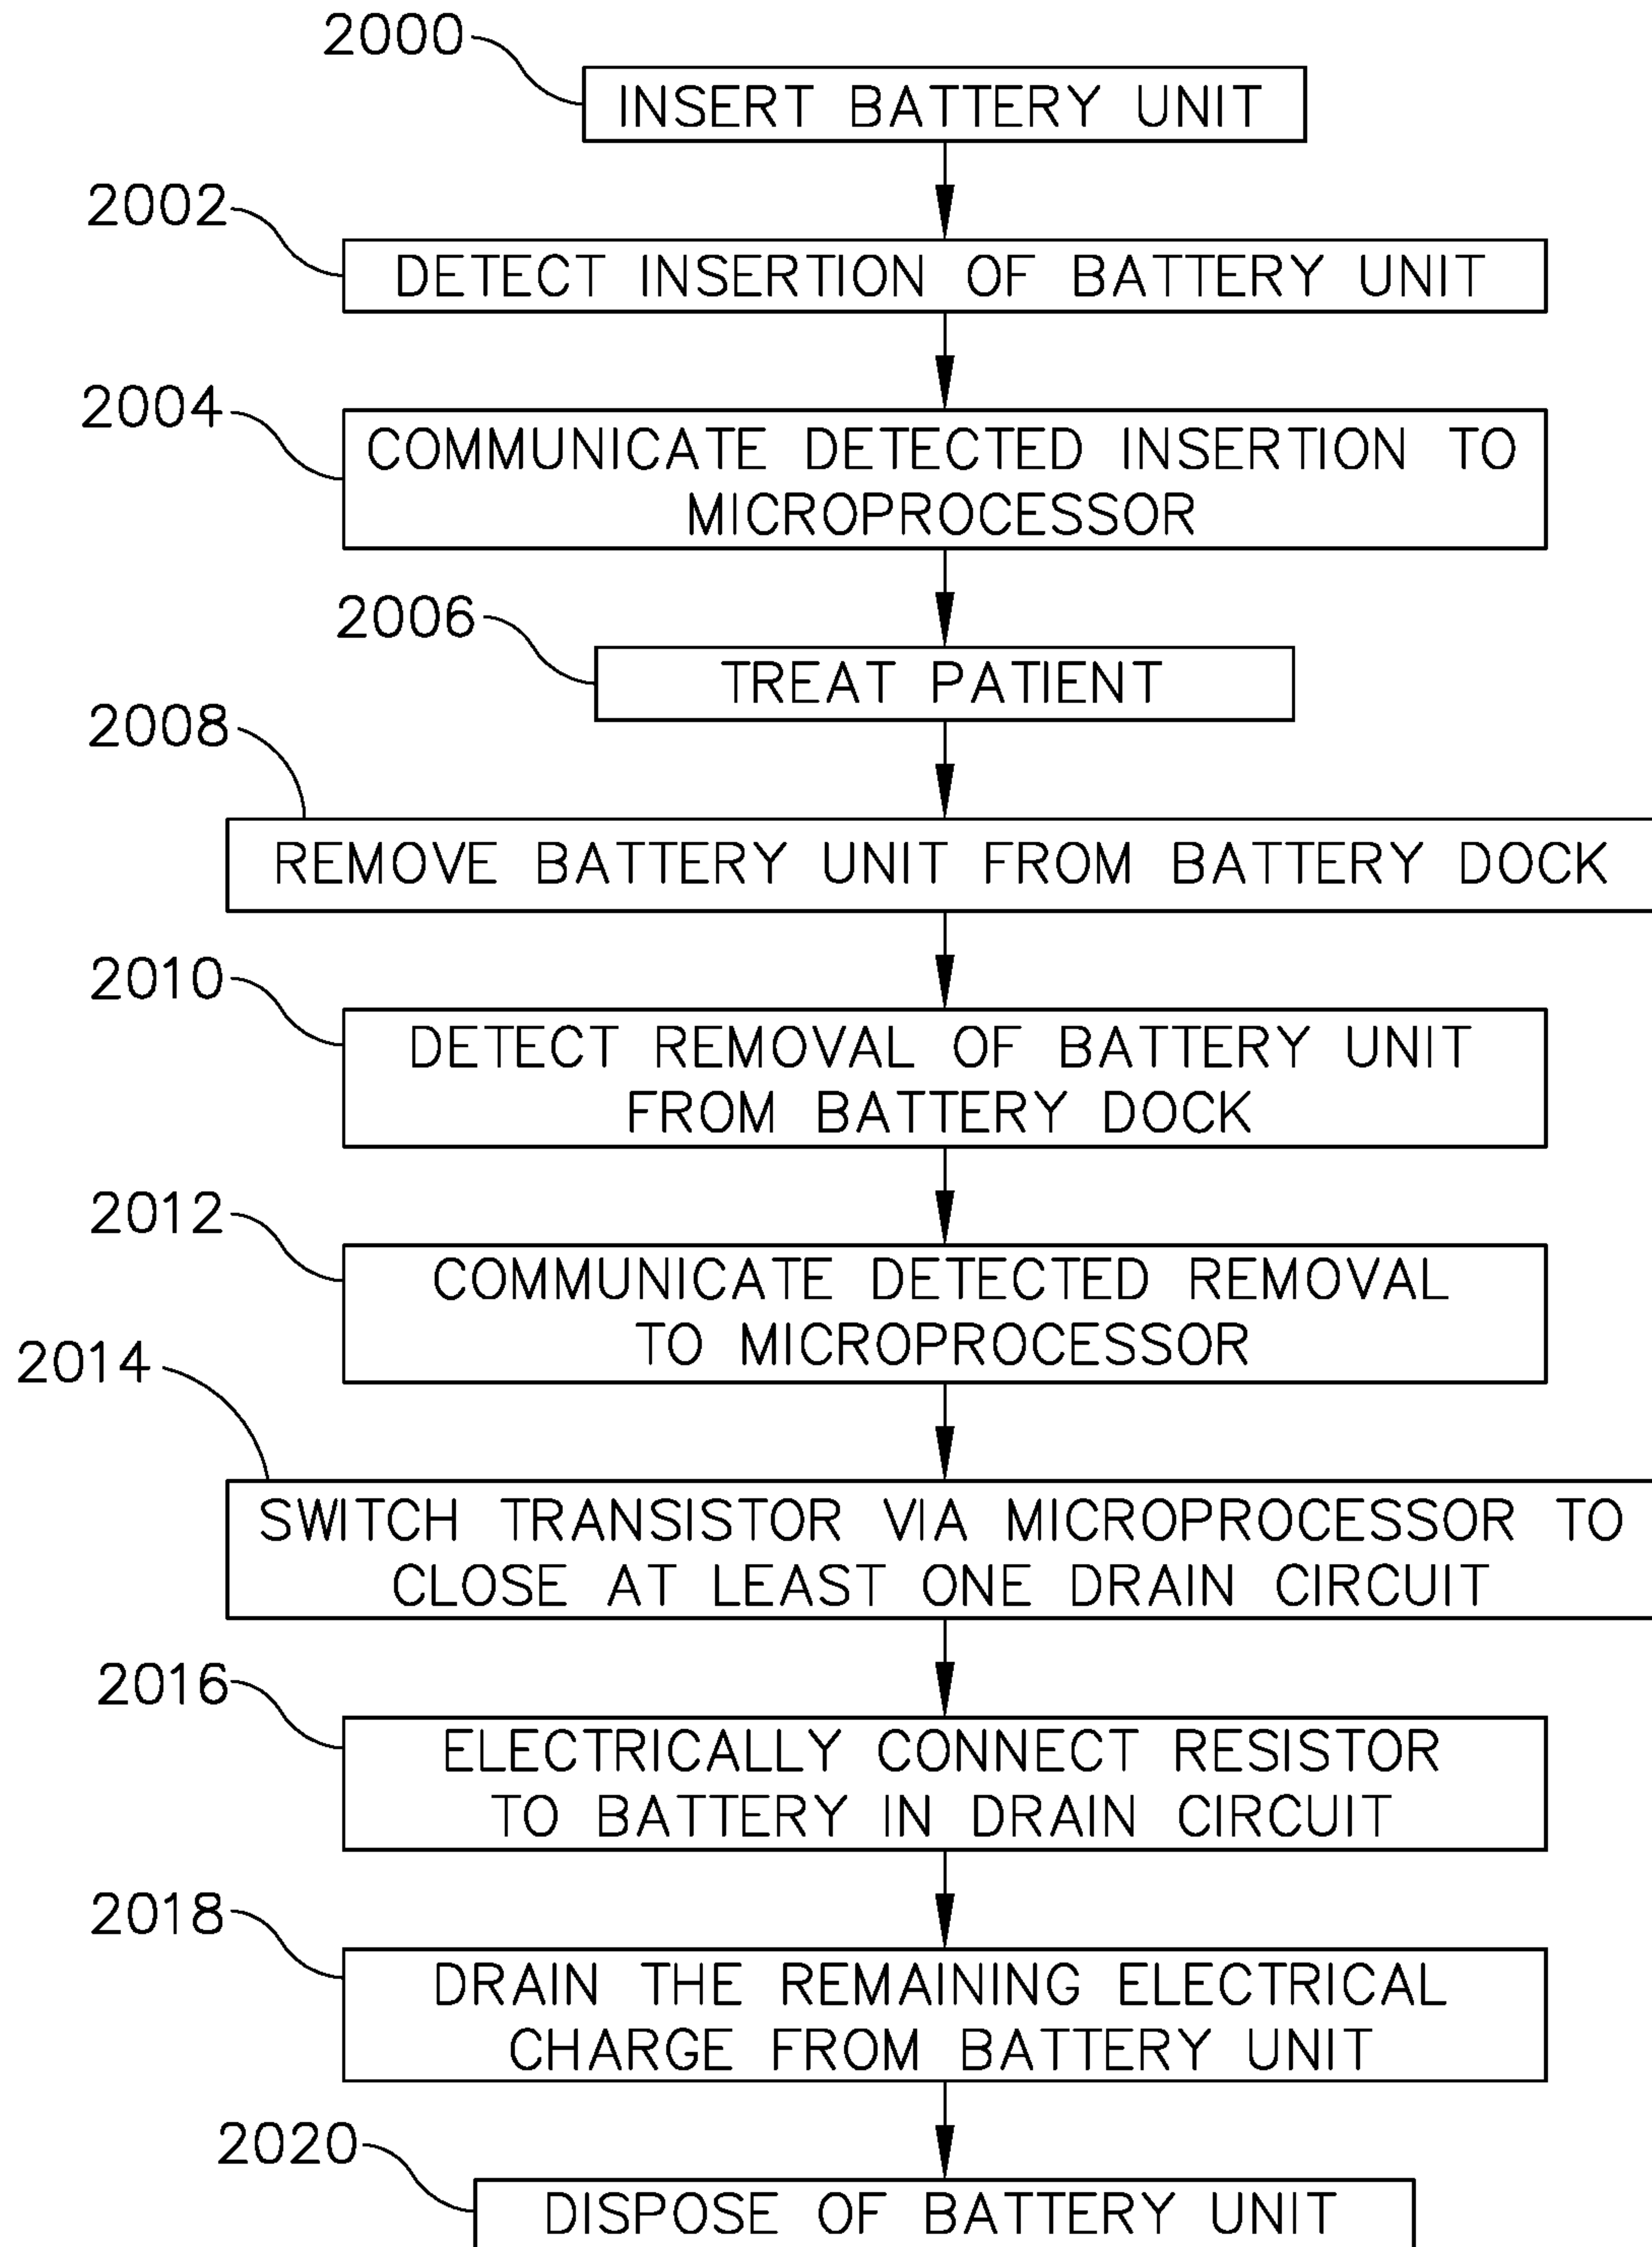 2000
INSERT BATTERY UNIT
2002
DETECT INSERTION OF BATTERY UNIT
2004
COMMUNICATE DETECTED INSERTION TO
MICROPROCESSOR
2006
TREAT PATIENT
2008
REMOVE BATTERY UNIT FROM BATTERY DOCK
2010
DETECT REMOVAL OF BATTERY UNIT
FROM BATTERY DOCK
2012
COMMUNICATE DETECTED REMOVAL
TO MICROPROCESSOR
2014
SWITCH TRANSISTOR VIA MICROPROCESSOR TO
CLOSE AT LEAST ONE DRAIN CIRCUIT
2016
ELECTRICALLY CONNECT RESISTOR
TO BATTERY IN DRAIN CIRCUIT
2018
DRAIN THE REMAINING ELECTRICAL
CHARGE FROM BATTERY UNIT
2020
DISPOSE OF BATTERY UNIT